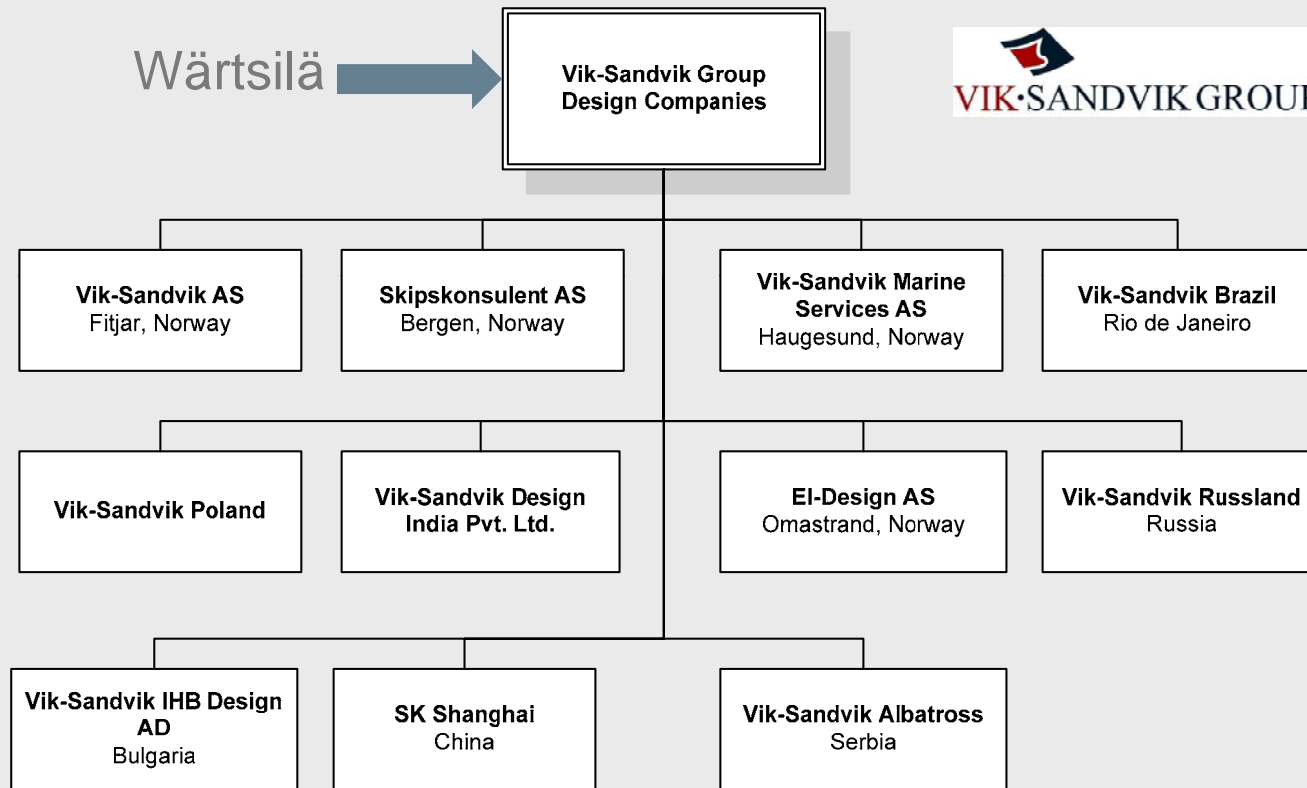 Wärtsilä
Vik-Sandvik Group
Design Companies
VIK·SANDVIK GROUP
Vik-Sandvik AS
Fitjar, Norway
Skipskonsulent AS
Bergen, Norway
Vik-Sandvik Marine
Services AS
Haugesund, Norway
Vik-Sandvik Brazil
Rio de Janeiro
Vik-Sandvik Poland
Vik-Sandvik Design
India Pvt. Ltd.
El-Design AS
Omastrand, Norway
Vik-Sandvik Russland
Russia
Vik-Sandvik IHB Design
AD
Bulgaria
SK Shanghai
China
Vik-Sandvik Albatross
Serbia